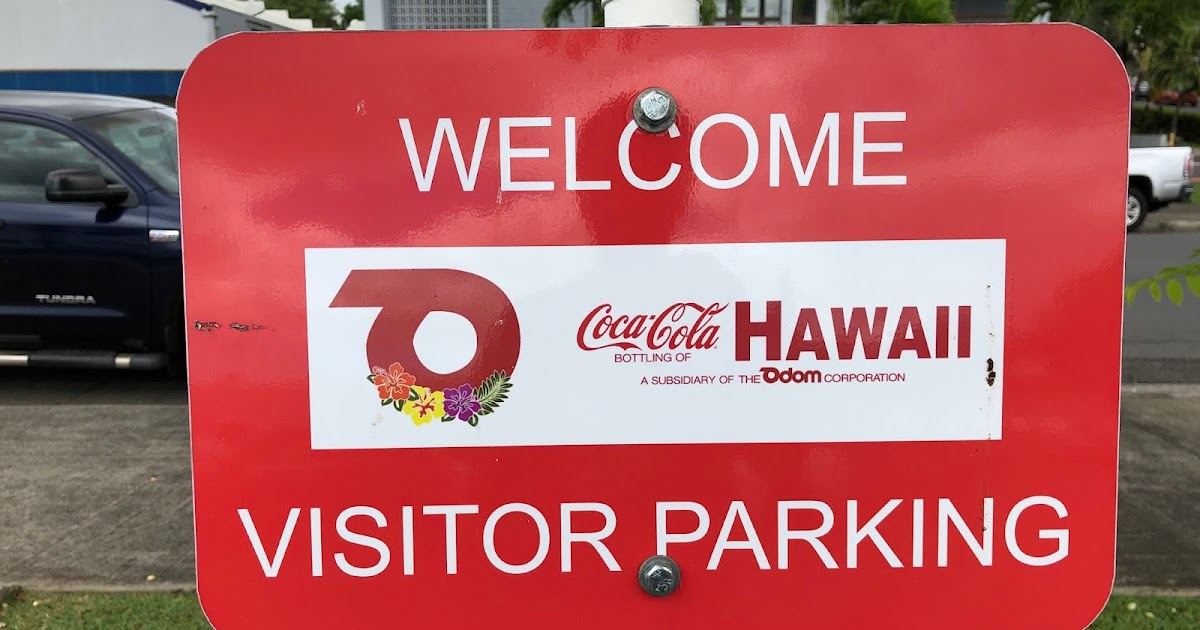 WELCOME
Coca-Cola HAWAII
BOTTLING OF
A SUBSIDIARY OF THE Odom CORPORATION
VISITOR PARKING
TUNDRA